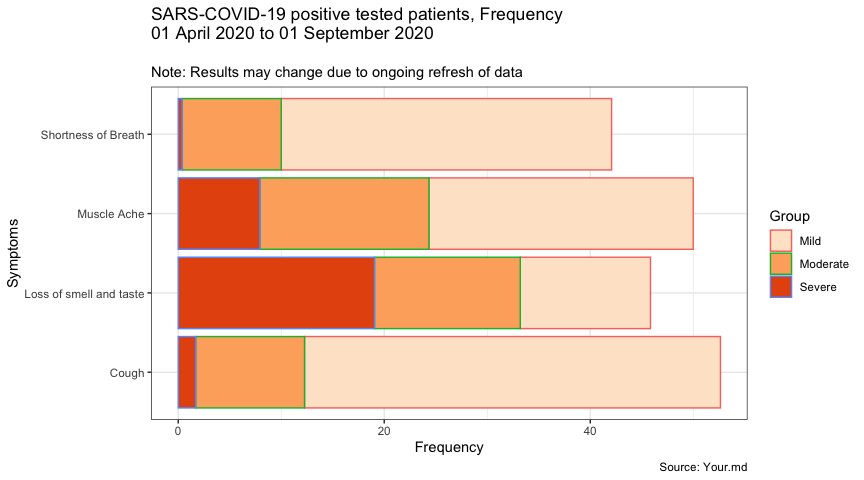 SARS-COVID-19 positive tested patients, Frequency
01 April 2020 to 01 September 2020
Note: Results may change due to ongoing refresh of data
Symptoms
Shortness of Breath
Muscle Ache
Loss of smell and taste
Cough
0 20 40
Frequency
Group
Mild
Moderate
Severe
Source: Your.md